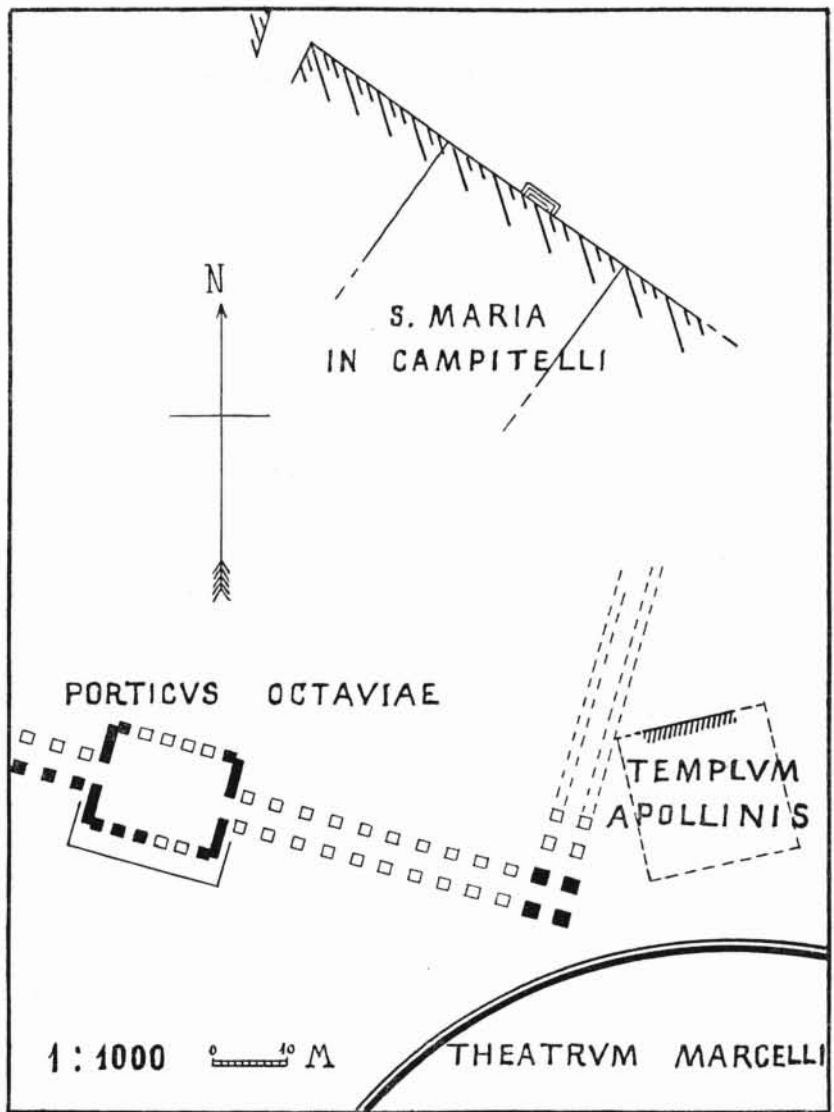 N
S. MARIA
IN CAMPITELLI
PORTICVS OCTAVIAE
TEMPLVM
APOLLINIS
1:1000 0 10 M
THEATRVM MARCELLI